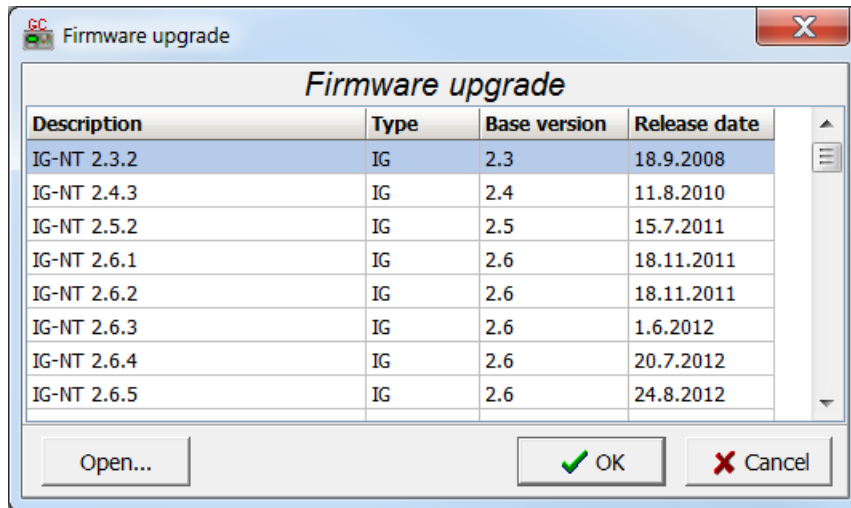 GC
Firmware upgrade
X
Firmware upgrade
Description Type Base version Release date
IG-NT 2.3.2 IG 2.3 18.9.2008
IG-NT 2.4.3 IG 2.4 11.8.2010
IG-NT 2.5.2 IG 2.5 15.7.2011
IG-NT 2.6.1 IG 2.6 18.11.2011
IG-NT 2.6.2 IG 2.6 18.11.2011
IG-NT 2.6.3 IG 2.6 1.6.2012
IG-NT 2.6.4 IG 2.6 20.7.2012
IG-NT 2.6.5 IG 2.6 24.8.2012
Open... OK Cancel